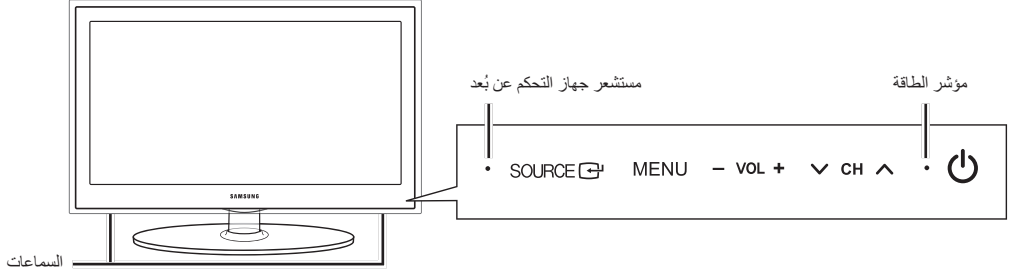 مستشعر جهاز التحكم عن بُعد
مؤشر الطاقة
SOURCE MENU – VOL + CH
SAMSUNG
السماعات